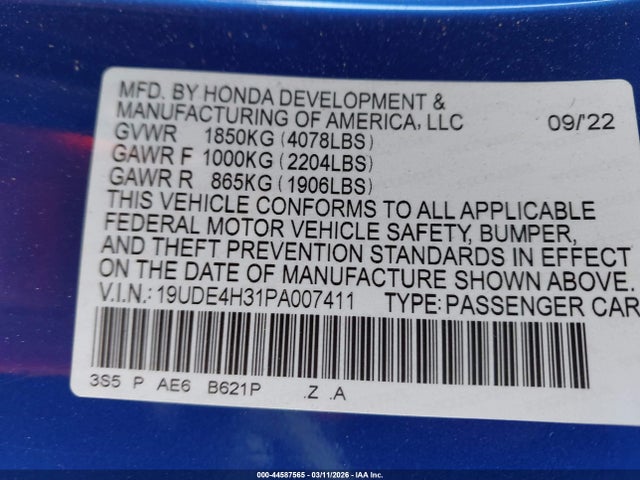 MFD. BY HONDA DEVELOPMENT &
MANUFACTURING OF AMERICA, LLC 09/'22
GVWR 1850KG (4078LBS)
GAWR F 1000KG (2204LBS)
GAWR R 865KG (1906LBS)
THIS VEHICLE CONFORMS TO ALL APPLICABLE
FEDERAL MOTOR VEHICLE SAFETY, BUMPER,
AND THEFT PREVENTION STANDARDS IN EFFECT
ON THE DATE OF MANUFACTURE SHOWN ABOVE.
V.I.N.: 19UDE4H31PA007411 TYPE: PASSENGER CAR
3S5 P AE6 B621P .Z .A
000-44587565 - 03/11/2026 - IAA Inc.